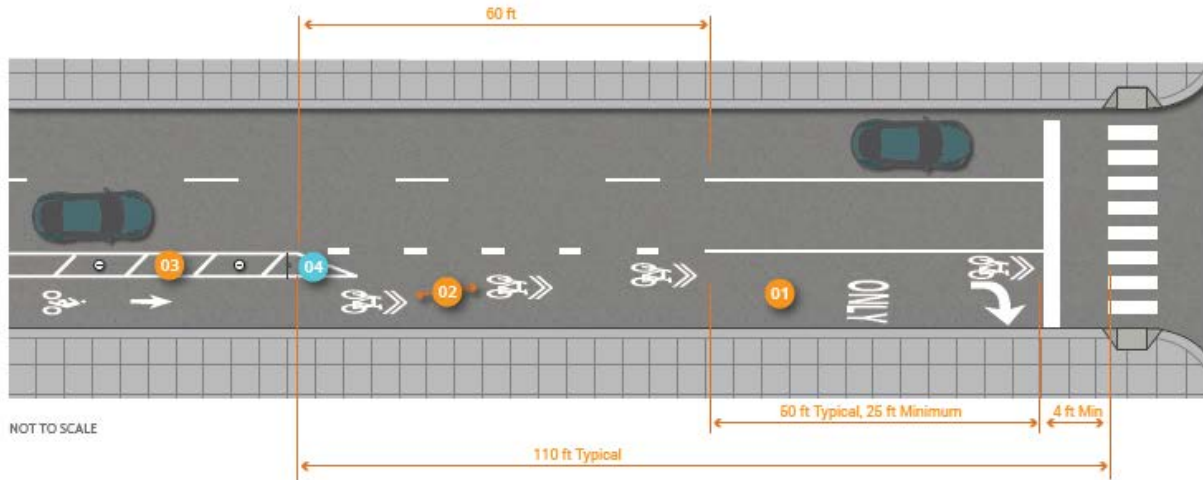 60 ft
03
04
02
01
ONLY
NOT TO SCALE
50 ft Typical, 25 ft Minimum
4 ft Min
110 ft Typical